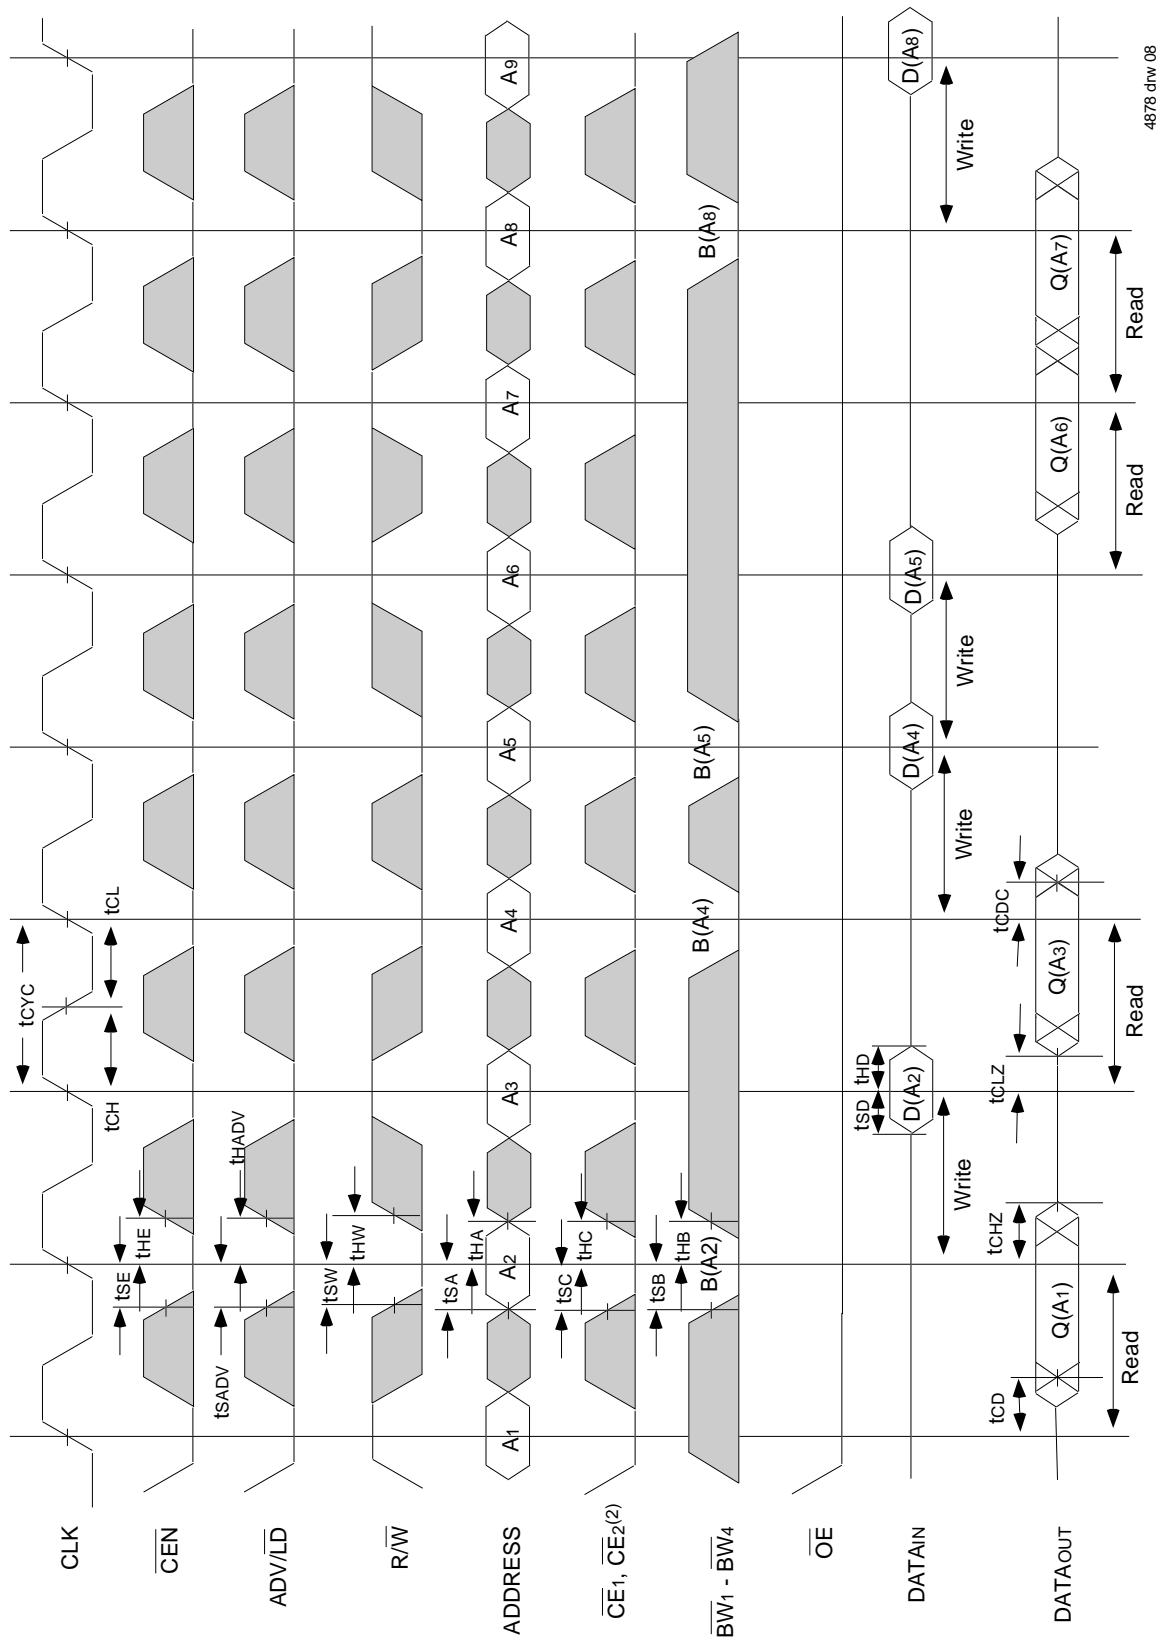 CLK
tCYC
tCH
tCL
CEN
tSE
tHE
ADV/LD
tSADV
tHADV
R/W
tSW
tHW
ADDRESS
A1
A2
A3
A4
A5
A6
A7
A8
A9
tSA
tHA
CE1, CE2(2)
tSC
tHC
BW1 - BW4
tSB
tHB
B(A2)
B(A4)
B(A5)
B(A8)
OE
DATAIN
tSD
tHD
D(A2)
D(A4)
D(A5)
D(A8)
Write
Write
Write
Write
DATAOUT
tCD
tCHZ
tCLZ
tCDC
Q(A1)
Q(A3)
Q(A6)
Q(A7)
Read
Read
Read
Read
4878 drw 08